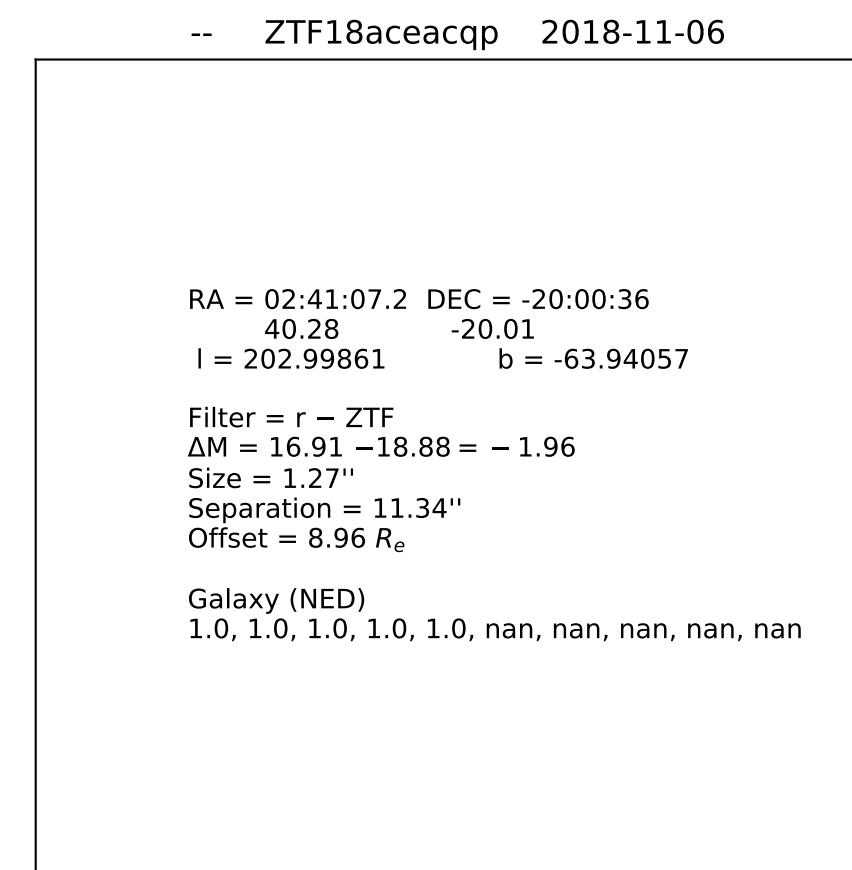 -- ZTF18aceacqp 2018-11-06
RA = 02:41:07.2 DEC = -20:00:36
40.28 -20.01
l = 202.99861 b = -63.94057
Filter = r − ZTF
ΔM = 16.91 −18.88 = − 1.96
Size = 1.27''
Separation = 11.34''
Offset = 8.96 Re
Galaxy (NED)
1.0, 1.0, 1.0, 1.0, 1.0, nan, nan, nan, nan, nan